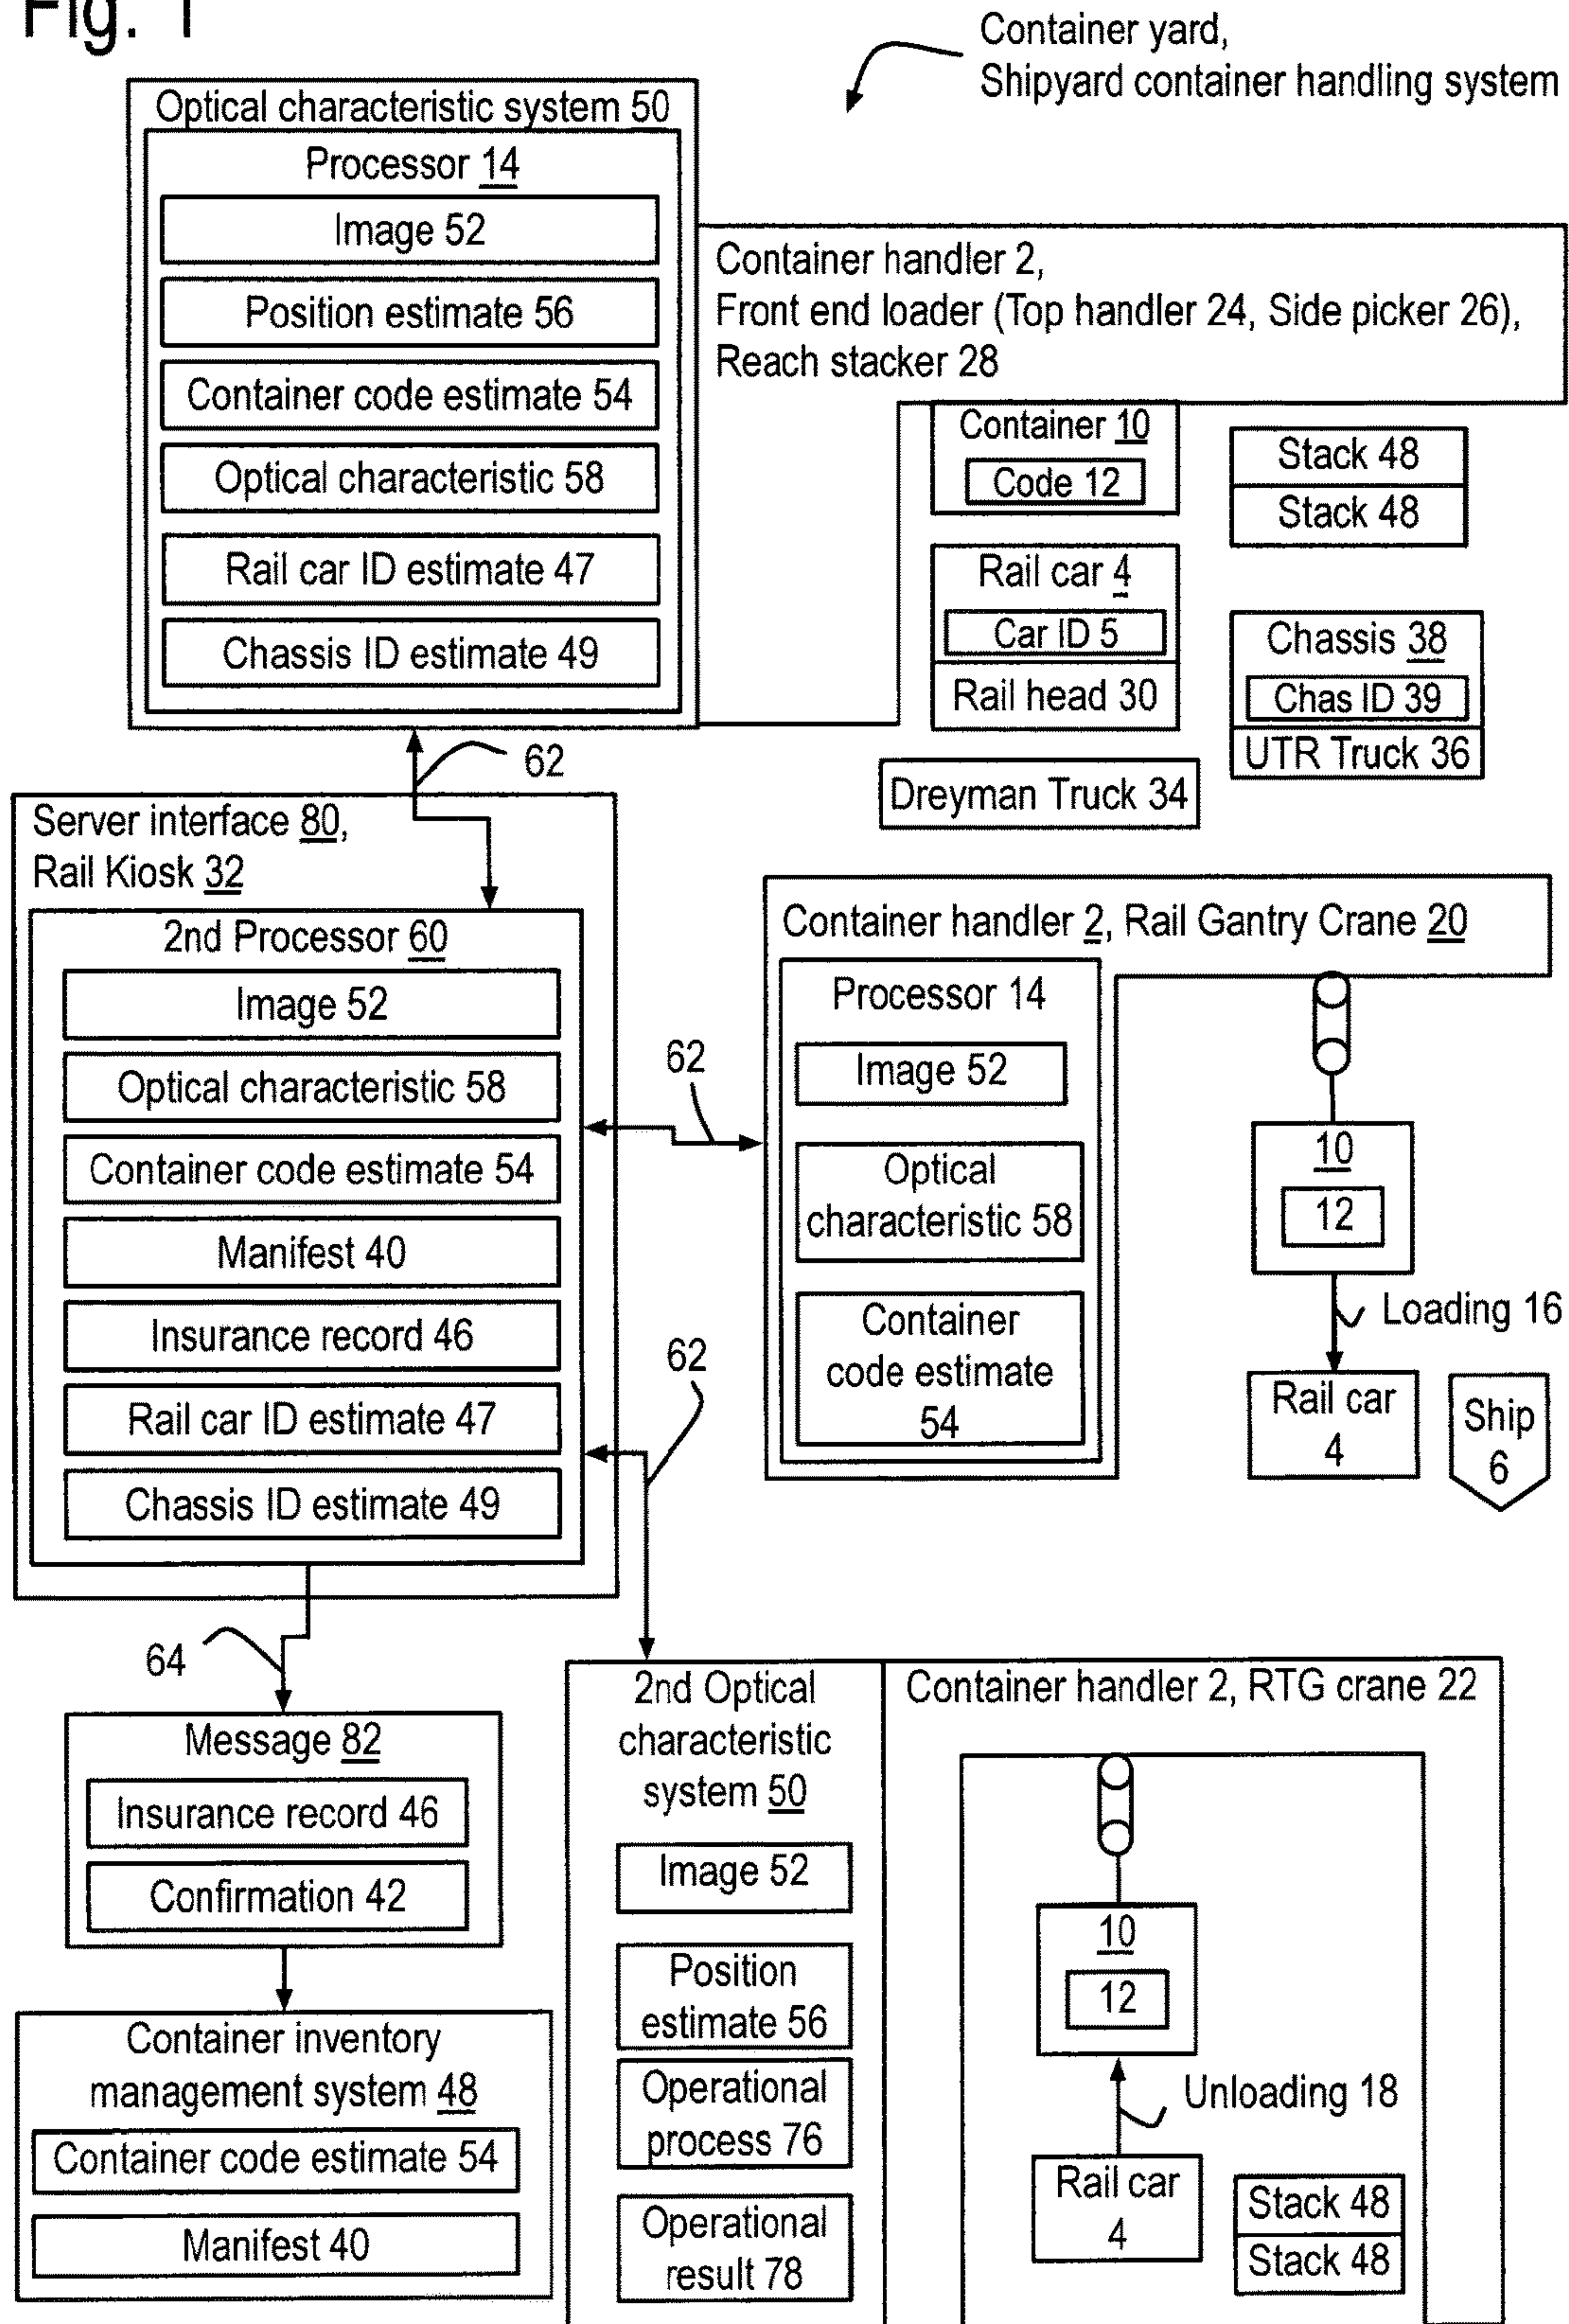 Fig. 1
Container yard,
Shipyard container handling system
Optical characteristic system 50
Processor 14
Image 52
Position estimate 56
Container code estimate 54
Optical characteristic 58
Rail car ID estimate 47
Chassis ID estimate 49
Container handler 2,
Front end loader (Top handler 24, Side picker 26),
Reach stacker 28
Container 10
Code 12
Stack 48
Stack 48
Rail car 4
Car ID 5
Rail head 30
Chassis 38
Chas ID 39
UTR Truck 36
Dreyman Truck 34
62
Server interface 80,
Rail Kiosk 32
2nd Processor 60
Image 52
Optical characteristic 58
Container code estimate 54
Manifest 40
Insurance record 46
Rail car ID estimate 47
Chassis ID estimate 49
62
62
Container handler 2, Rail Gantry Crane 20
Processor 14
Image 52
Optical
characteristic 58
Container
code estimate
54
10
12
Loading 16
Rail car
4
Ship
6
64
Message 82
Insurance record 46
Confirmation 42
Container inventory
management system 48
Container code estimate 54
Manifest 40
2nd Optical
characteristic
system 50
Image 52
Position
estimate 56
Operational
process 76
Operational
result 78
Container handler 2, RTG crane 22
10
12
Unloading 18
Rail car
4
Stack 48
Stack 48